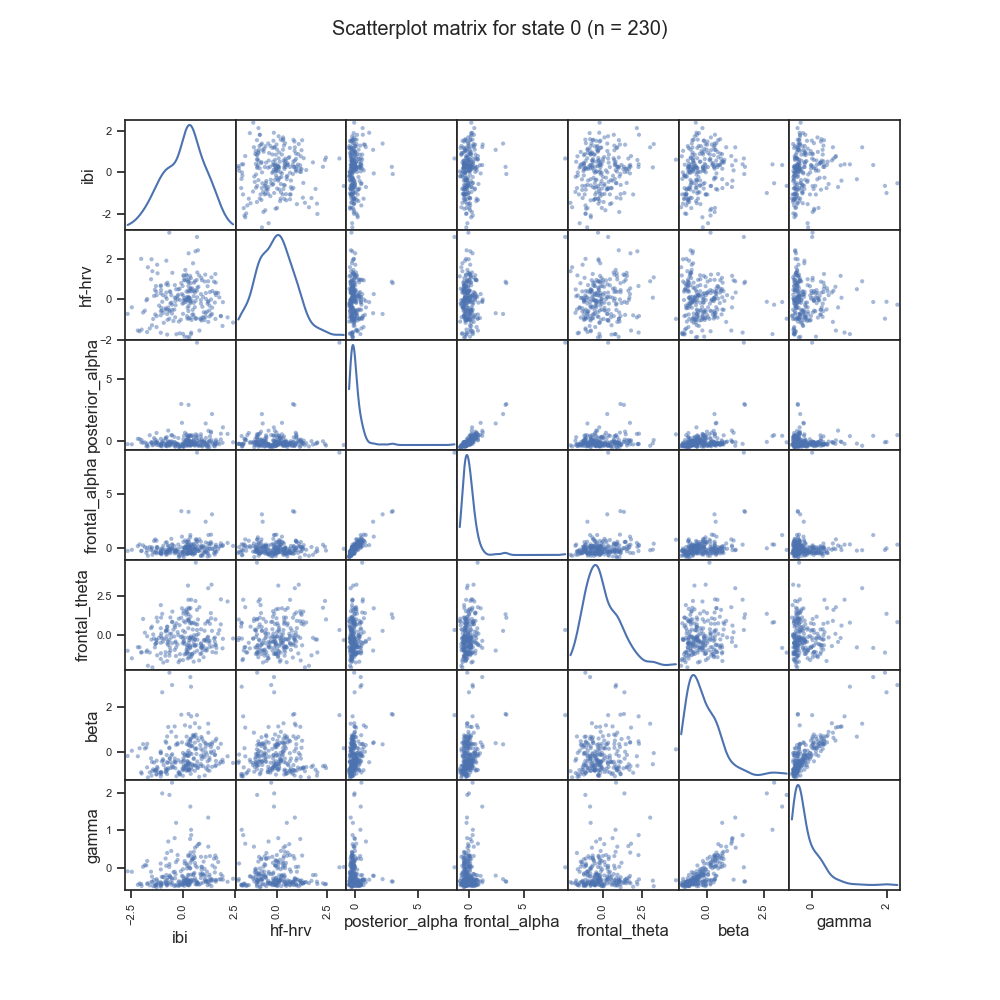 Scatterplot matrix for state 0 (n = 230)
ibi
2
0
-2
hf-hrv
2
0
−2
posterior_alpha
5
0
frontal_alpha
5
0
frontal_theta
2.5
0.0
beta
2
0
gamma
2
1
0
−2.5
0.0
2.5
0.0
2.5
0
5
0
5
0.0
2.5
0.0
2.5
0
2
ibi
hf-hrv
posterior_alpha
frontal_alpha
frontal_theta
beta
gamma